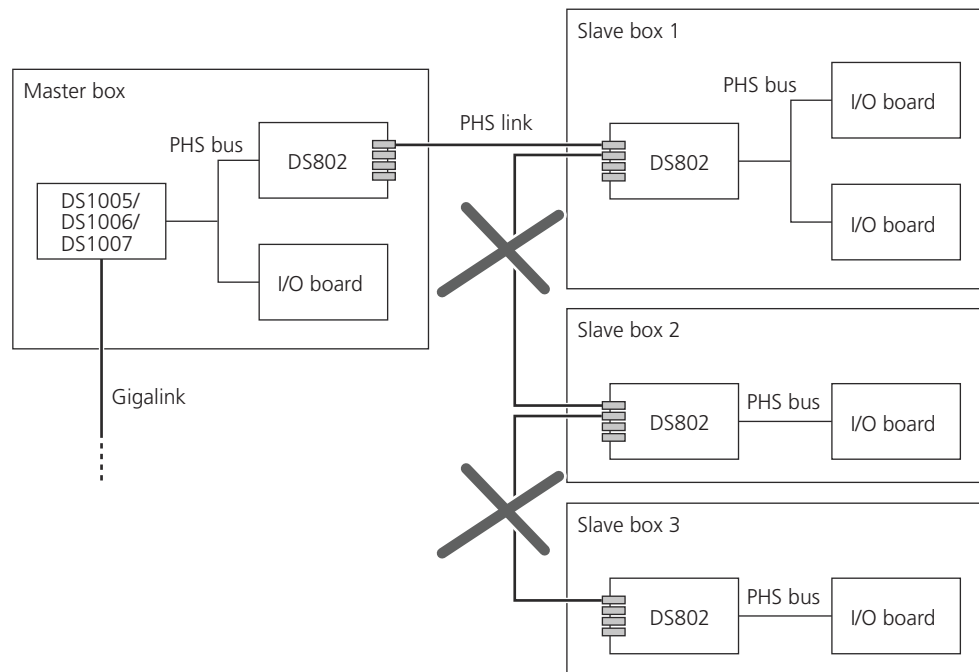 Master box
PHS bus
DS802
DS1005/
DS1006/
DS1007
I/O board
Gigalink
PHS link
Slave box 1
PHS bus
I/O board
DS802
I/O board
Slave box 2
DS802
PHS bus
I/O board
Slave box 3
DS802
PHS bus
I/O board